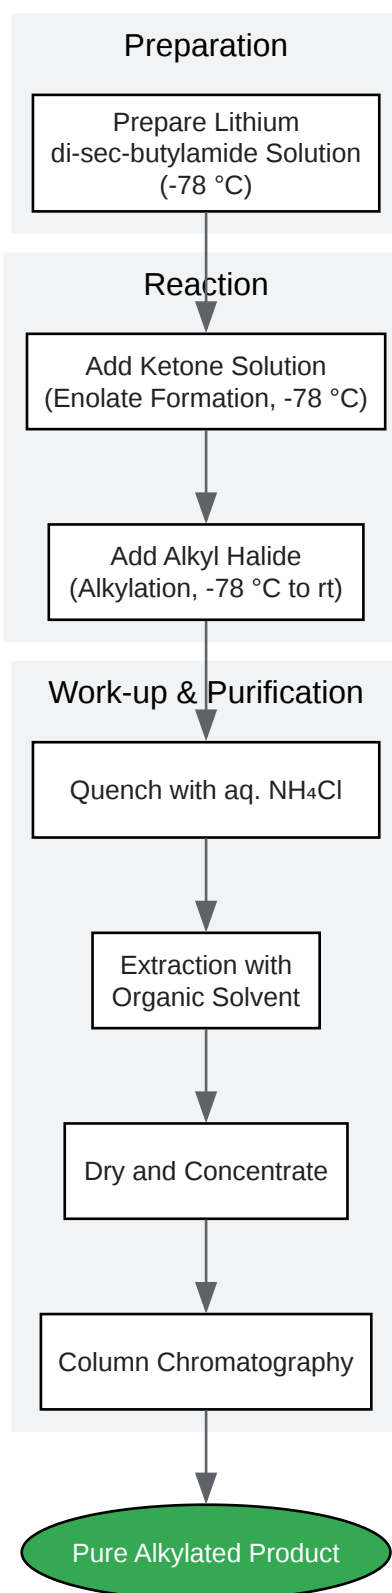 Preparation
Prepare Lithium
di-sec-butylamide Solution
(-78 °C)
Reaction
Add Ketone Solution
(Enolate Formation, -78 °C)
Add Alkyl Halide
(Alkylation, -78 °C to rt)
Work-up & Purification
Quench with aq. NH₄Cl
Extraction with
Organic Solvent
Dry and Concentrate
Column Chromatography
Pure Alkylated Product